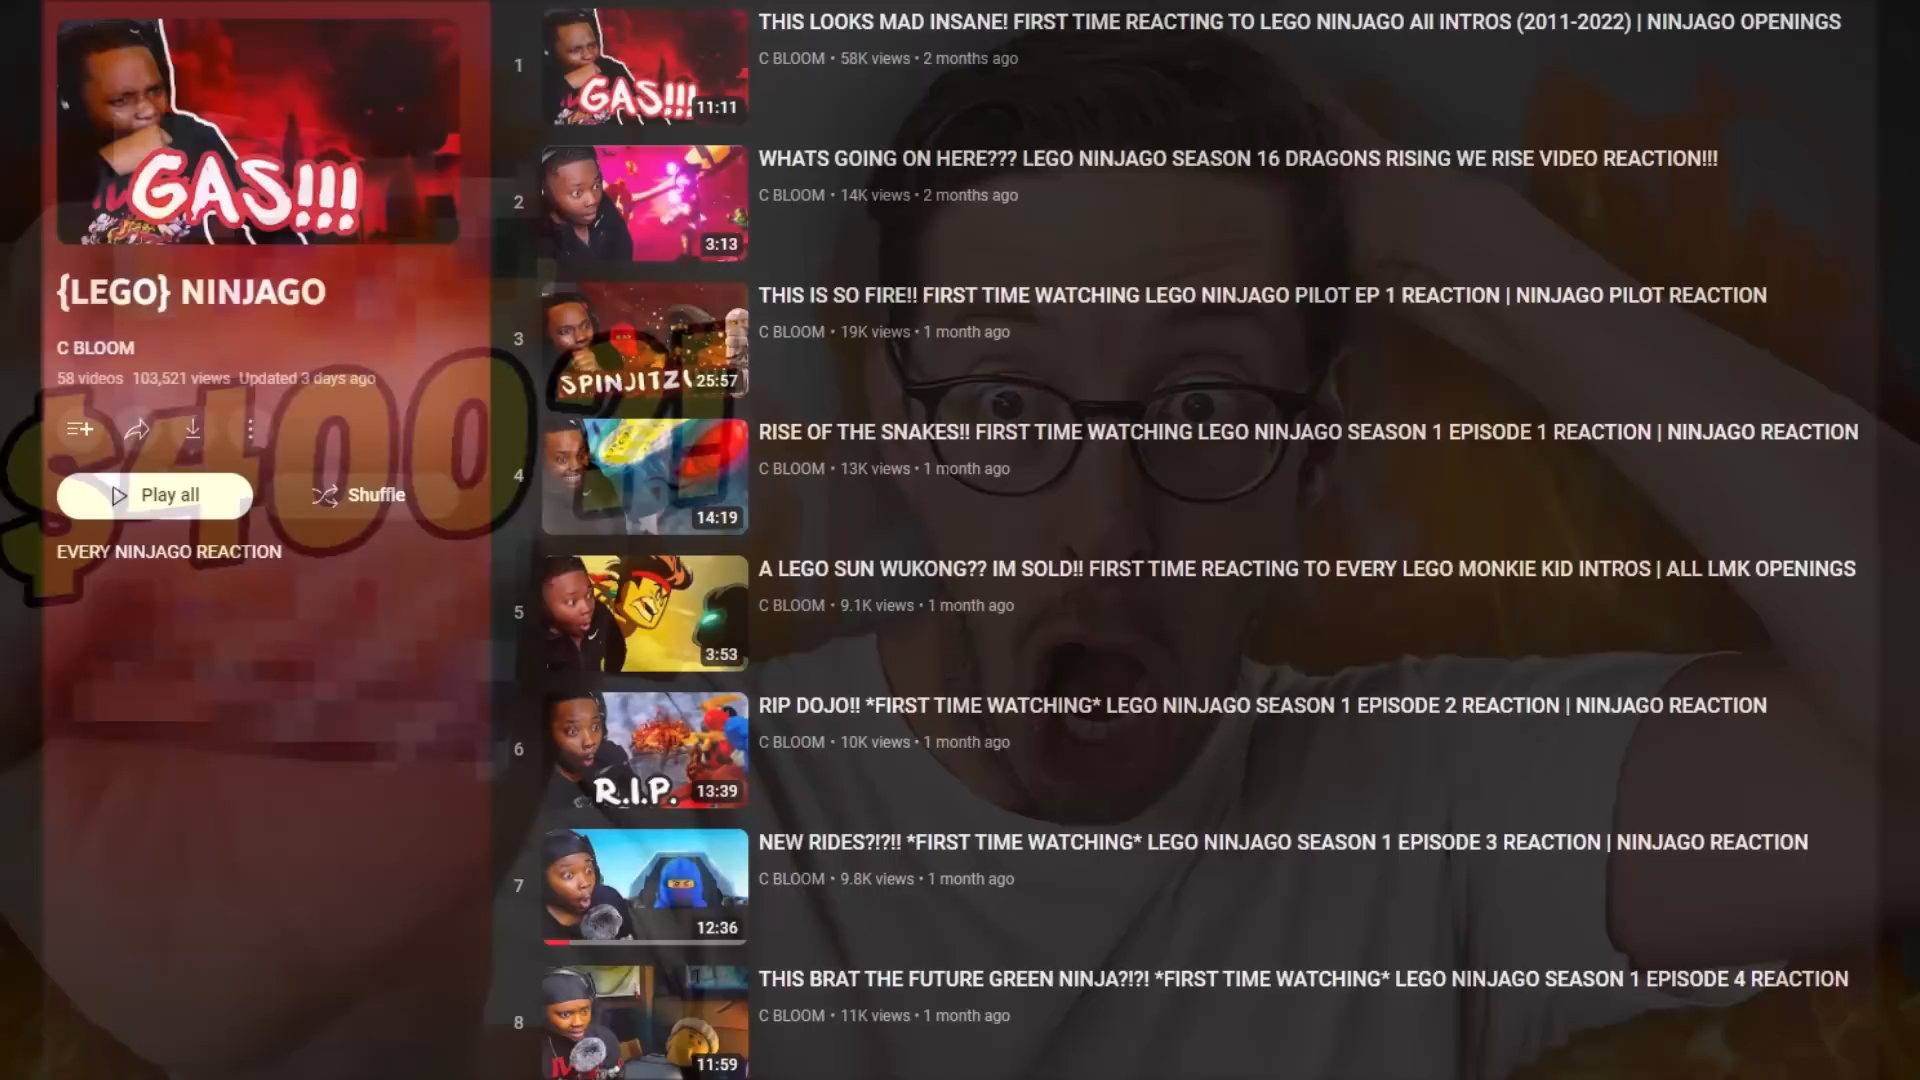 GAS!!!
{LEGO} NINJAGO
C BLOOM
58 videos 103,521 views Updated 3 days ago
$400
Play all
Shuffle
EVERY NINJAGO REACTION
1
GAS!!!
11:11
THIS LOOKS MAD INSANE! FIRST TIME REACTING TO LEGO NINJAGO All INTROS (2011-2022) | NINJAGO OPENINGS
C BLOOM • 58K views • 2 months ago
2
3:13
WHATS GOING ON HERE??? LEGO NINJAGO SEASON 16 DRAGONS RISING WE RISE VIDEO REACTION!!!
C BLOOM • 14K views • 2 months ago
3
25:57
THIS IS SO FIRE!! FIRST TIME WATCHING LEGO NINJAGO PILOT EP 1 REACTION | NINJAGO PILOT REACTION
C BLOOM • 19K views • 1 month ago
4
14:19
RISE OF THE SNAKES!! FIRST TIME WATCHING LEGO NINJAGO SEASON 1 EPISODE 1 REACTION | NINJAGO REACTION
C BLOOM • 13K views • 1 month ago
5
3:53
A LEGO SUN WUKONG?? IM SOLD!! FIRST TIME REACTING TO EVERY LEGO MONKIE KID INTROS | ALL LMK OPENINGS
C BLOOM • 9.1K views • 1 month ago
6
R.I.P.
13:39
RIP DOJO!! *FIRST TIME WATCHING* LEGO NINJAGO SEASON 1 EPISODE 2 REACTION | NINJAGO REACTION
C BLOOM • 10K views • 1 month ago
7
12:36
NEW RIDES?!?!! *FIRST TIME WATCHING* LEGO NINJAGO SEASON 1 EPISODE 3 REACTION | NINJAGO REACTION
C BLOOM • 9.8K views • 1 month ago
8
11:59
THIS BRAT THE FUTURE GREEN NINJA?!?! *FIRST TIME WATCHING* LEGO NINJAGO SEASON 1 EPISODE 4 REACTION
C BLOOM • 11K views • 1 month ago